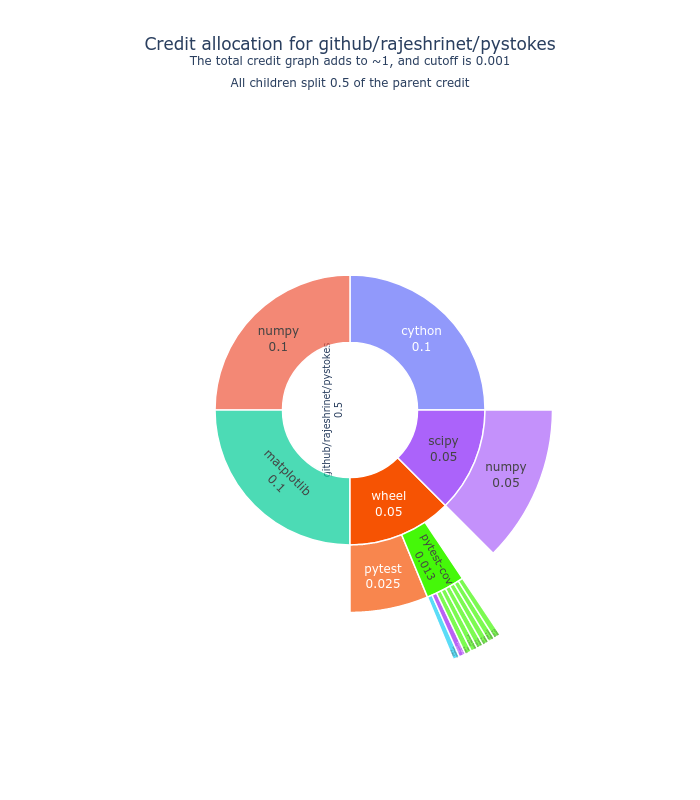 Credit allocation for github/rajeshrinet/pystokes
The total credit graph adds to ~1, and cutoff is 0.001
All children split 0.5 of the parent credit
numpy
0.1
cython
0.1
github/rajeshrinet/pystokes
0.5
scipy
0.05
numpy
0.05
matplotlib
0.1
wheel
0.05
pytest
0.025
pytest-cov
0.013